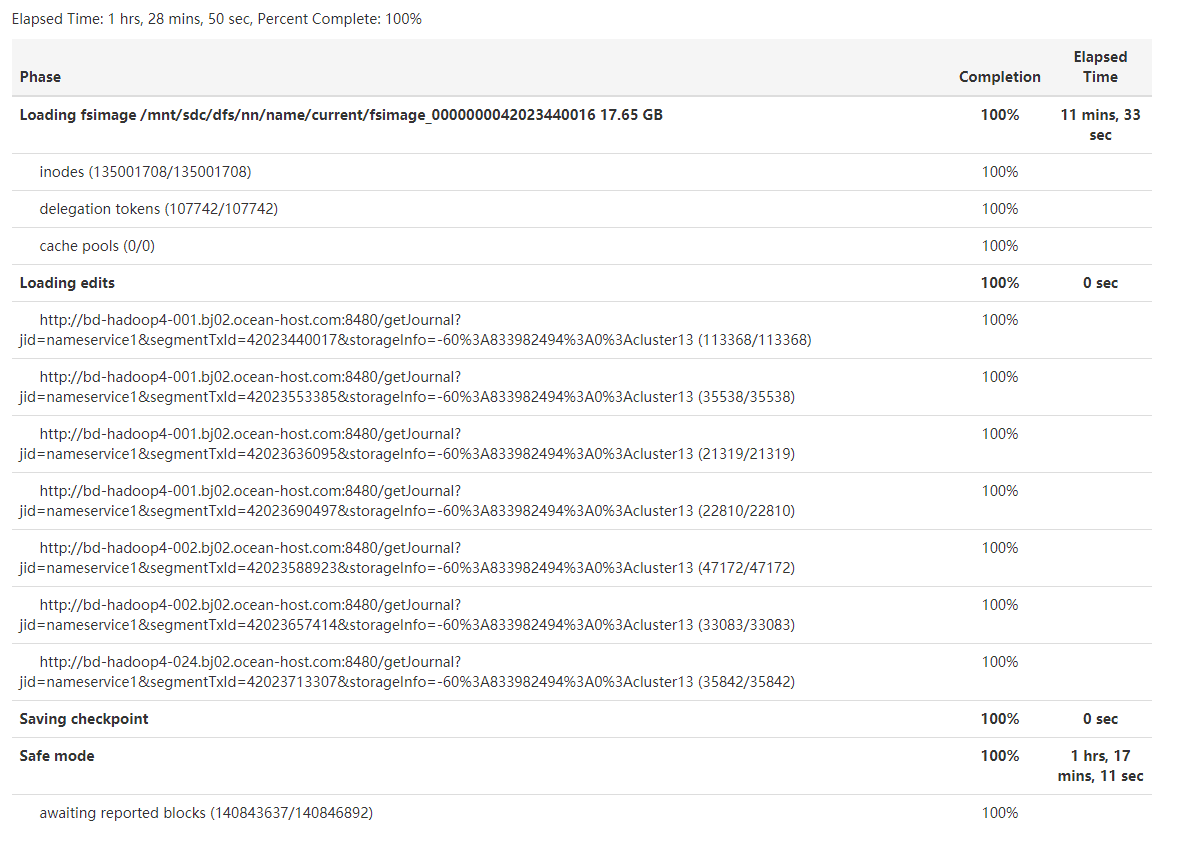 Elapsed Time: 1 hrs, 28 mins, 50 sec, Percent Complete: 100%
Phase Completion Elapsed Time
Loading fsimage /mnt/sdc/dfs/nn/name/current/fsimage_0000000042023440016 17.65 GB 100% 11 mins, 33 sec
inodes (135001708/135001708) 100%
delegation tokens (107742/107742) 100%
cache pools (0/0) 100%
Loading edits 100% 0 sec
http://bd-hadoop4-001.bj02.ocean-host.com:8480/getJournal? 100%
jid=nameservice1&segmentTxId=42023440017&storageInfo=-60%3A833982494%3A0%3Acluster13 (113368/113368)
http://bd-hadoop4-001.bj02.ocean-host.com:8480/getJournal? 100%
jid=nameservice1&segmentTxId=42023553385&storageInfo=-60%3A833982494%3A0%3Acluster13 (35538/35538)
http://bd-hadoop4-001.bj02.ocean-host.com:8480/getJournal? 100%
jid=nameservice1&segmentTxId=42023636095&storageInfo=-60%3A833982494%3A0%3Acluster13 (21319/21319)
http://bd-hadoop4-001.bj02.ocean-host.com:8480/getJournal? 100%
jid=nameservice1&segmentTxId=42023690497&storageInfo=-60%3A833982494%3A0%3Acluster13 (22810/22810)
http://bd-hadoop4-002.bj02.ocean-host.com:8480/getJournal? 100%
jid=nameservice1&segmentTxId=42023588923&storageInfo=-60%3A833982494%3A0%3Acluster13 (47172/47172)
http://bd-hadoop4-002.bj02.ocean-host.com:8480/getJournal? 100%
jid=nameservice1&segmentTxId=42023657414&storageInfo=-60%3A833982494%3A0%3Acluster13 (33083/33083)
http://bd-hadoop4-024.bj02.ocean-host.com:8480/getJournal? 100%
jid=nameservice1&segmentTxId=42023713307&storageInfo=-60%3A833982494%3A0%3Acluster13 (35842/35842)
Saving checkpoint 100% 0 sec
Safe mode 100% 1 hrs, 17 mins, 11 sec
awaiting reported blocks (140843637/140846892) 100%